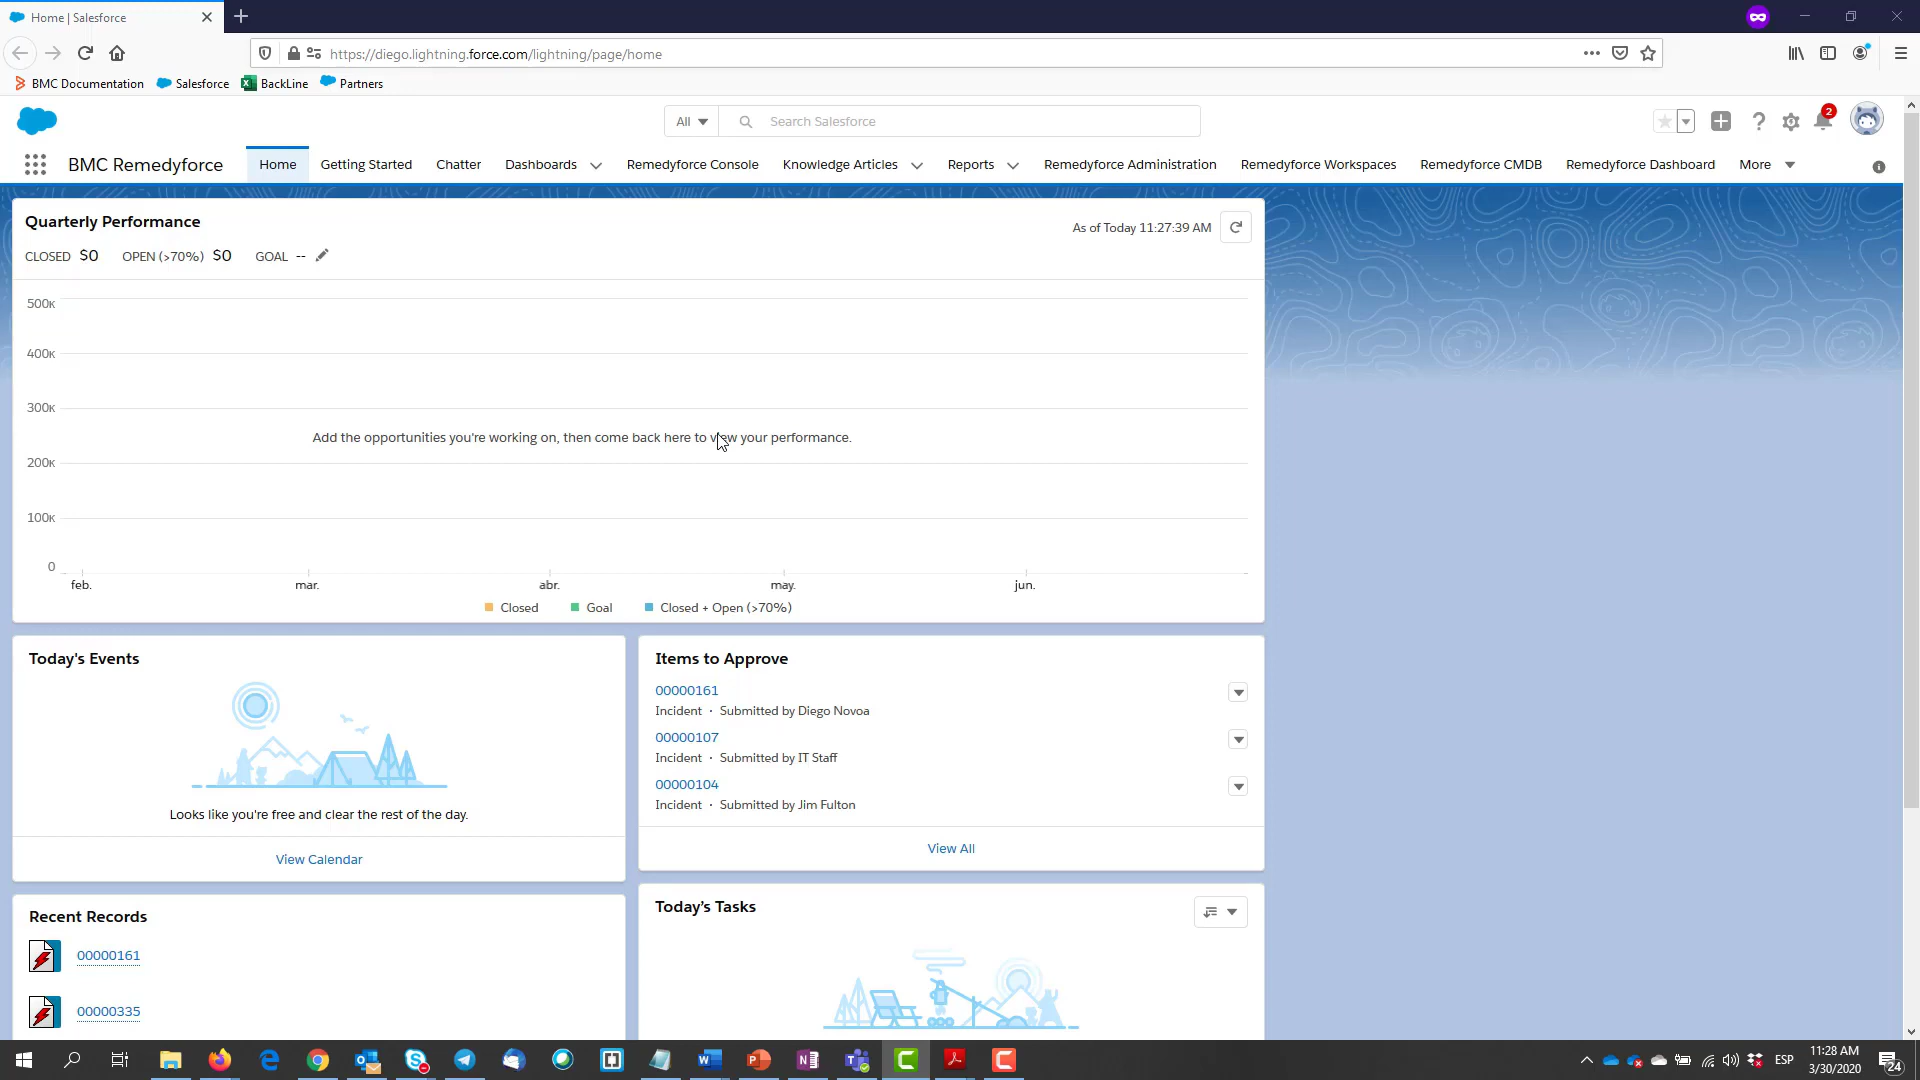 Home | Salesforce
https://diego.lightning.force.com/lightning/page/home
BMC Documentation Salesforce BackLine Partners
All Search Salesforce 2
BMC Remedyforce Home Getting Started Chatter Dashboards Remedyforce Console Knowledge Articles Reports Remedyforce Administration Remedyforce Workspaces Remedyforce CMDB Remedyforce Dashboard More
Quarterly Performance
As of Today 11:27:39 AM
CLOSED $0 OPEN (>70%) $0 GOAL --
500K
400K
300K
Add the opportunities you're working on, then come back here to view your performance.
200K
100K
0
feb. mar. abr. may. jun.
Closed Goal Closed + Open (>70%)
Today's Events
Looks like you're free and clear the rest of the day.
View Calendar
Items to Approve
00000161
Incident • Submitted by Diego Novoa
00000107
Incident • Submitted by IT Staff
00000104
Incident • Submitted by Jim Fulton
View All
Recent Records
00000161
00000335
Today's Tasks
ESP
11:28 AM
3/30/2020
24